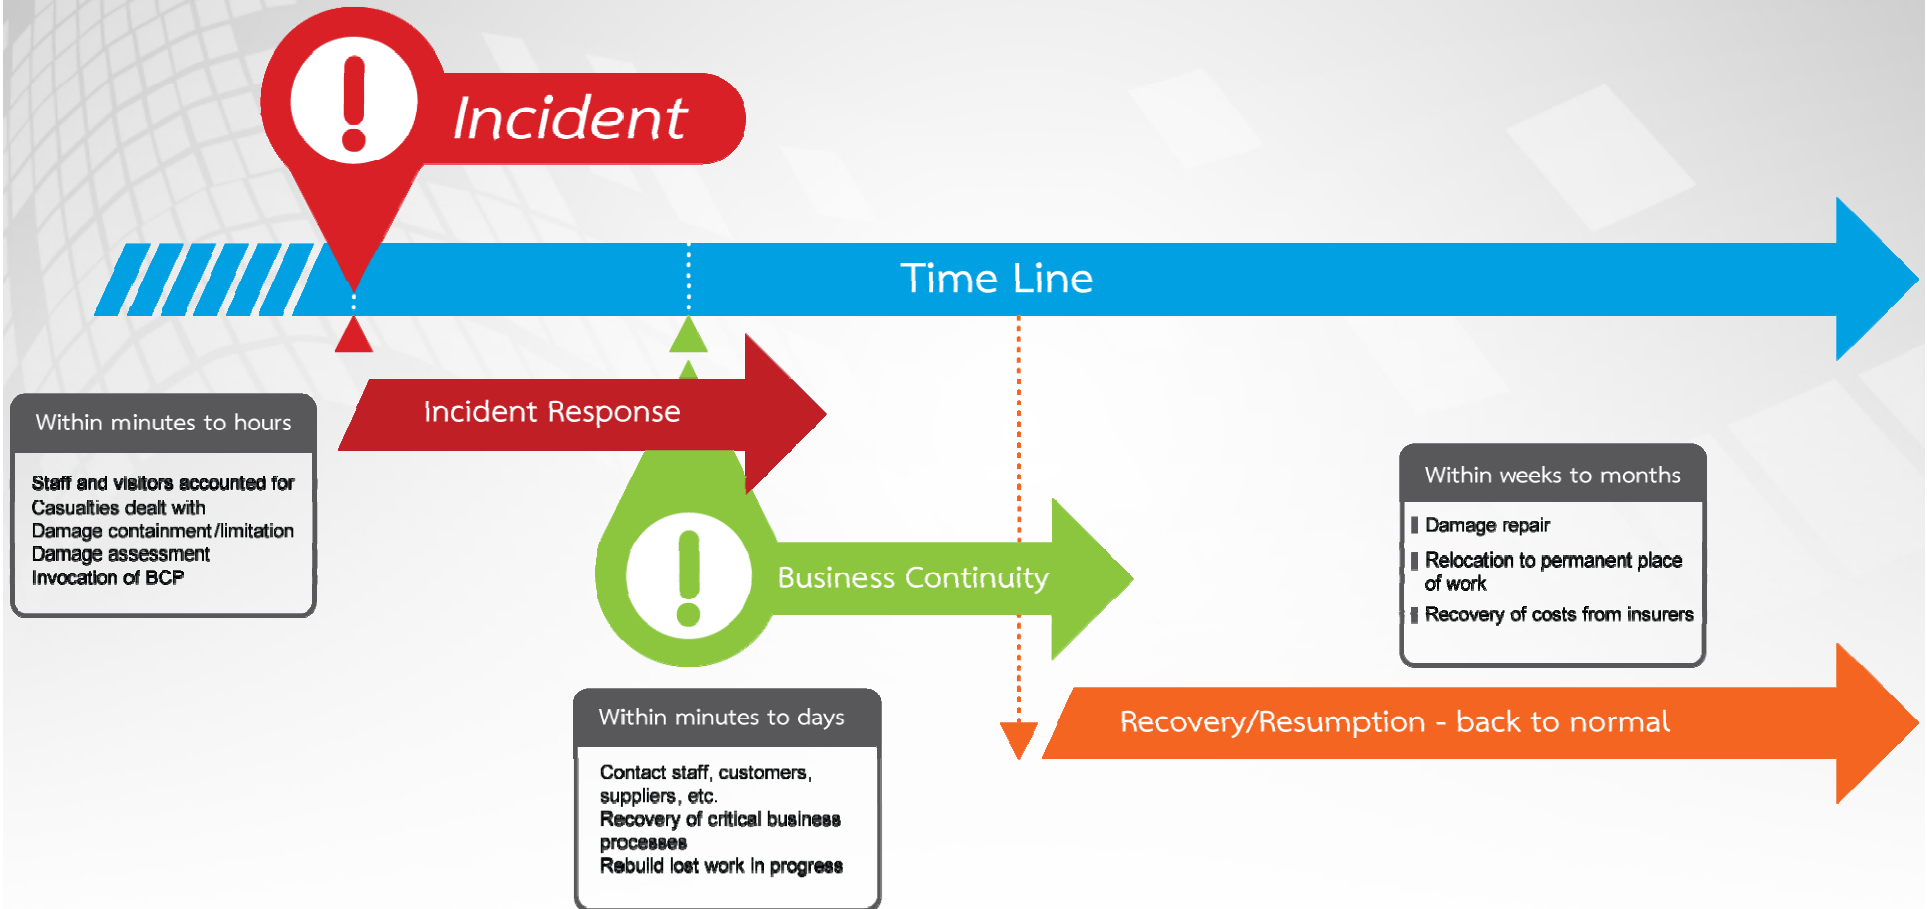 Incident
Time Line
Incident Response
Within minutes to hours
Staff and visitors accounted for
Casualties dealt with
Damage containment/limitation
Damage assessment
Invocation of BCP
Business Continuity
Within minutes to days
Contact staff, customers,
suppliers, etc.
Recovery of critical business
processes
Rebuild lost work in progress
Within weeks to months
Damage repair
Relocation to permanent place
of work
Recovery of costs from insurers
Recovery/Resumption - back to normal